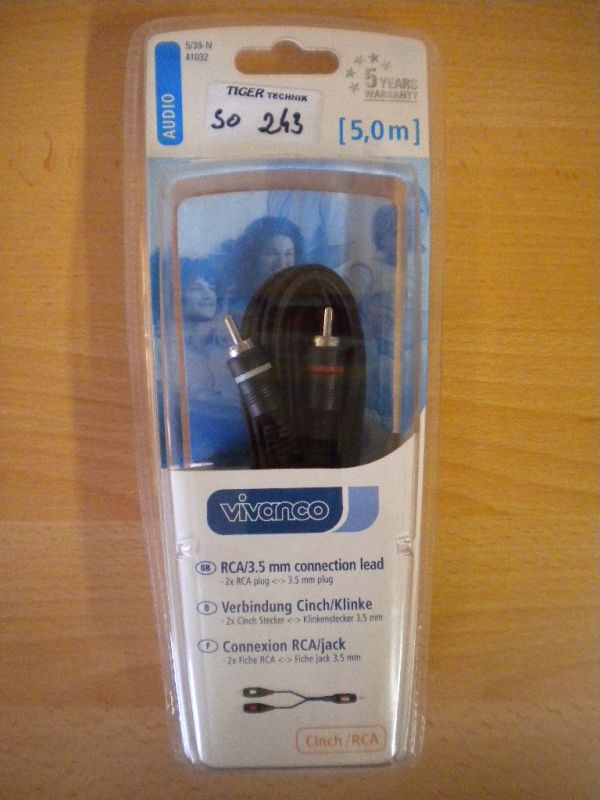 5/39-N
41032
AUDIO
TIGER TECHNIK
SO 243
5 YEARS
WARRANTY
[5,0m]
vivanco
GB RCA/3.5 mm connection lead
- 2x RCA plug <-> 3.5 mm plug
D Verbindung Cinch/Klinke
- 2x Cinch Stecker <-> Klinkenstecker 3,5 mm
F Connexion RCA/jack
- 2x Fiche RCA <-> Fiche jack 3,5 mm
Cinch/RCA